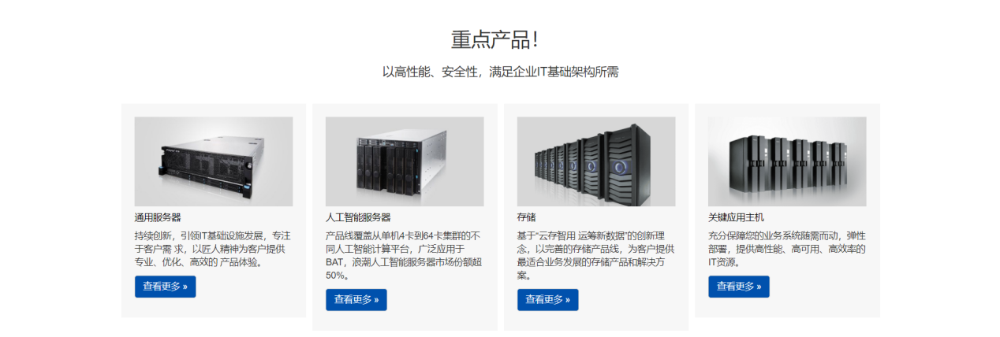 重点产品！
以高性能、安全性，满足企业IT基础架构所需
通用服务器
持续创新，引领IT基础设施发展，专注
于客户需 求，以匠人精神为客户提供
专业、优化、高效的 产品体验。
查看更多 »
人工智能服务器
产品线覆盖从单机4卡到64卡集群的不
同人工智能计算平台，广泛应用于
BAT，浪潮人工智能服务器市场份额超
50%。
查看更多 »
存储
基于“云存智用 运筹新数据”的创新理
念，以完善的存储产品线，为客户提供
最适合业务发展的存储产品和解决方
案。
查看更多 »
关键应用主机
充分保障您的业务系统随需而动，弹性
部署，提供高性能、高可用、高效率的
IT资源。
查看更多 »